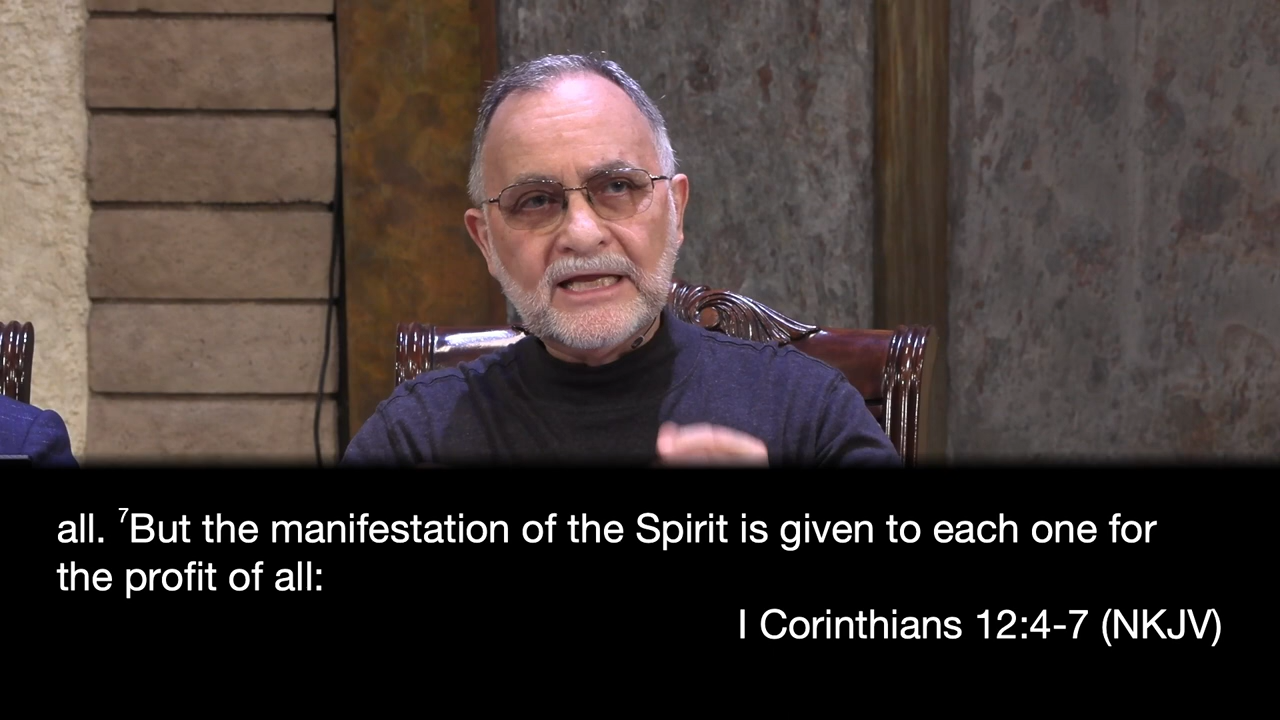 all. ⁷But the manifestation of the Spirit is given to each one for
the profit of all:
I Corinthians 12:4-7 (NKJV)